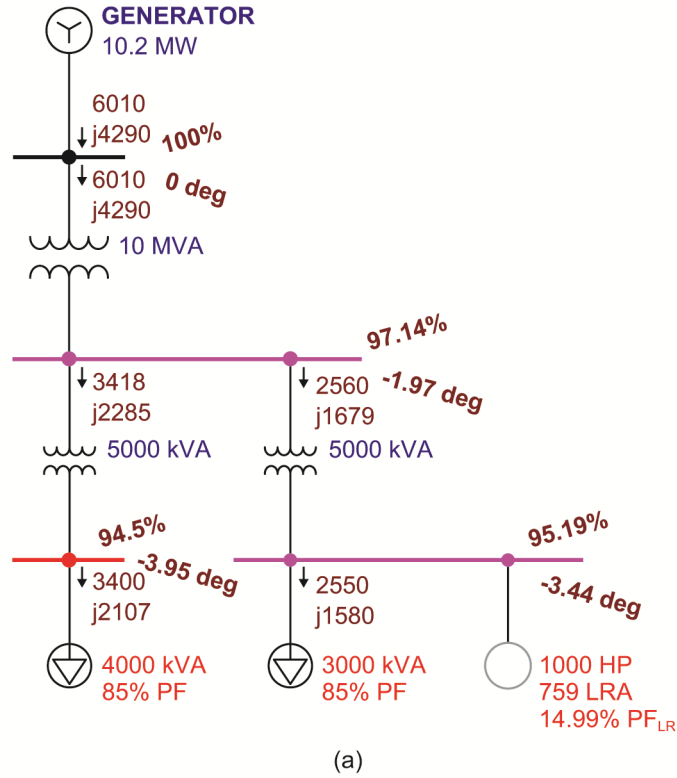 GENERATOR
10.2 MW
6010
j4290
100%
6010
j4290
0 deg
10 MVA
97.14%
3418
j2285
2560
j1679
-1.97 deg
5000 kVA
5000 kVA
94.5%
95.19%
3400
j2107
-3.95 deg
2550
j1580
-3.44 deg
4000 kVA
85% PF
3000 kVA
85% PF
1000 HP
759 LRA
14.99% PFLR
(a)